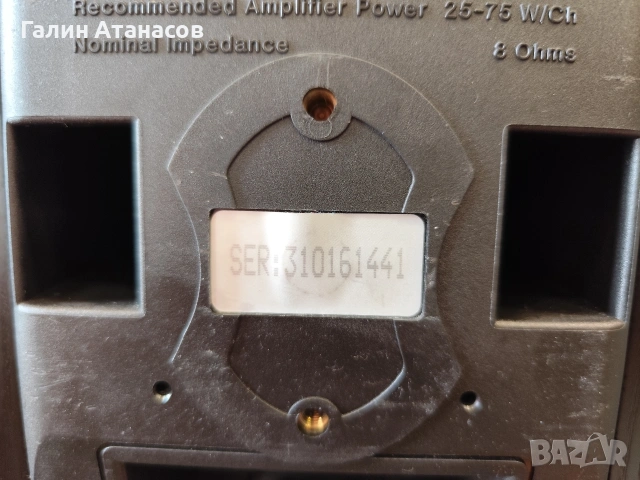 Recommended Amplifier Power 25-75 W/Ch
Галин Атанасов
Nominal Impedance 8 Ohms
SER:310161441
BAZAR